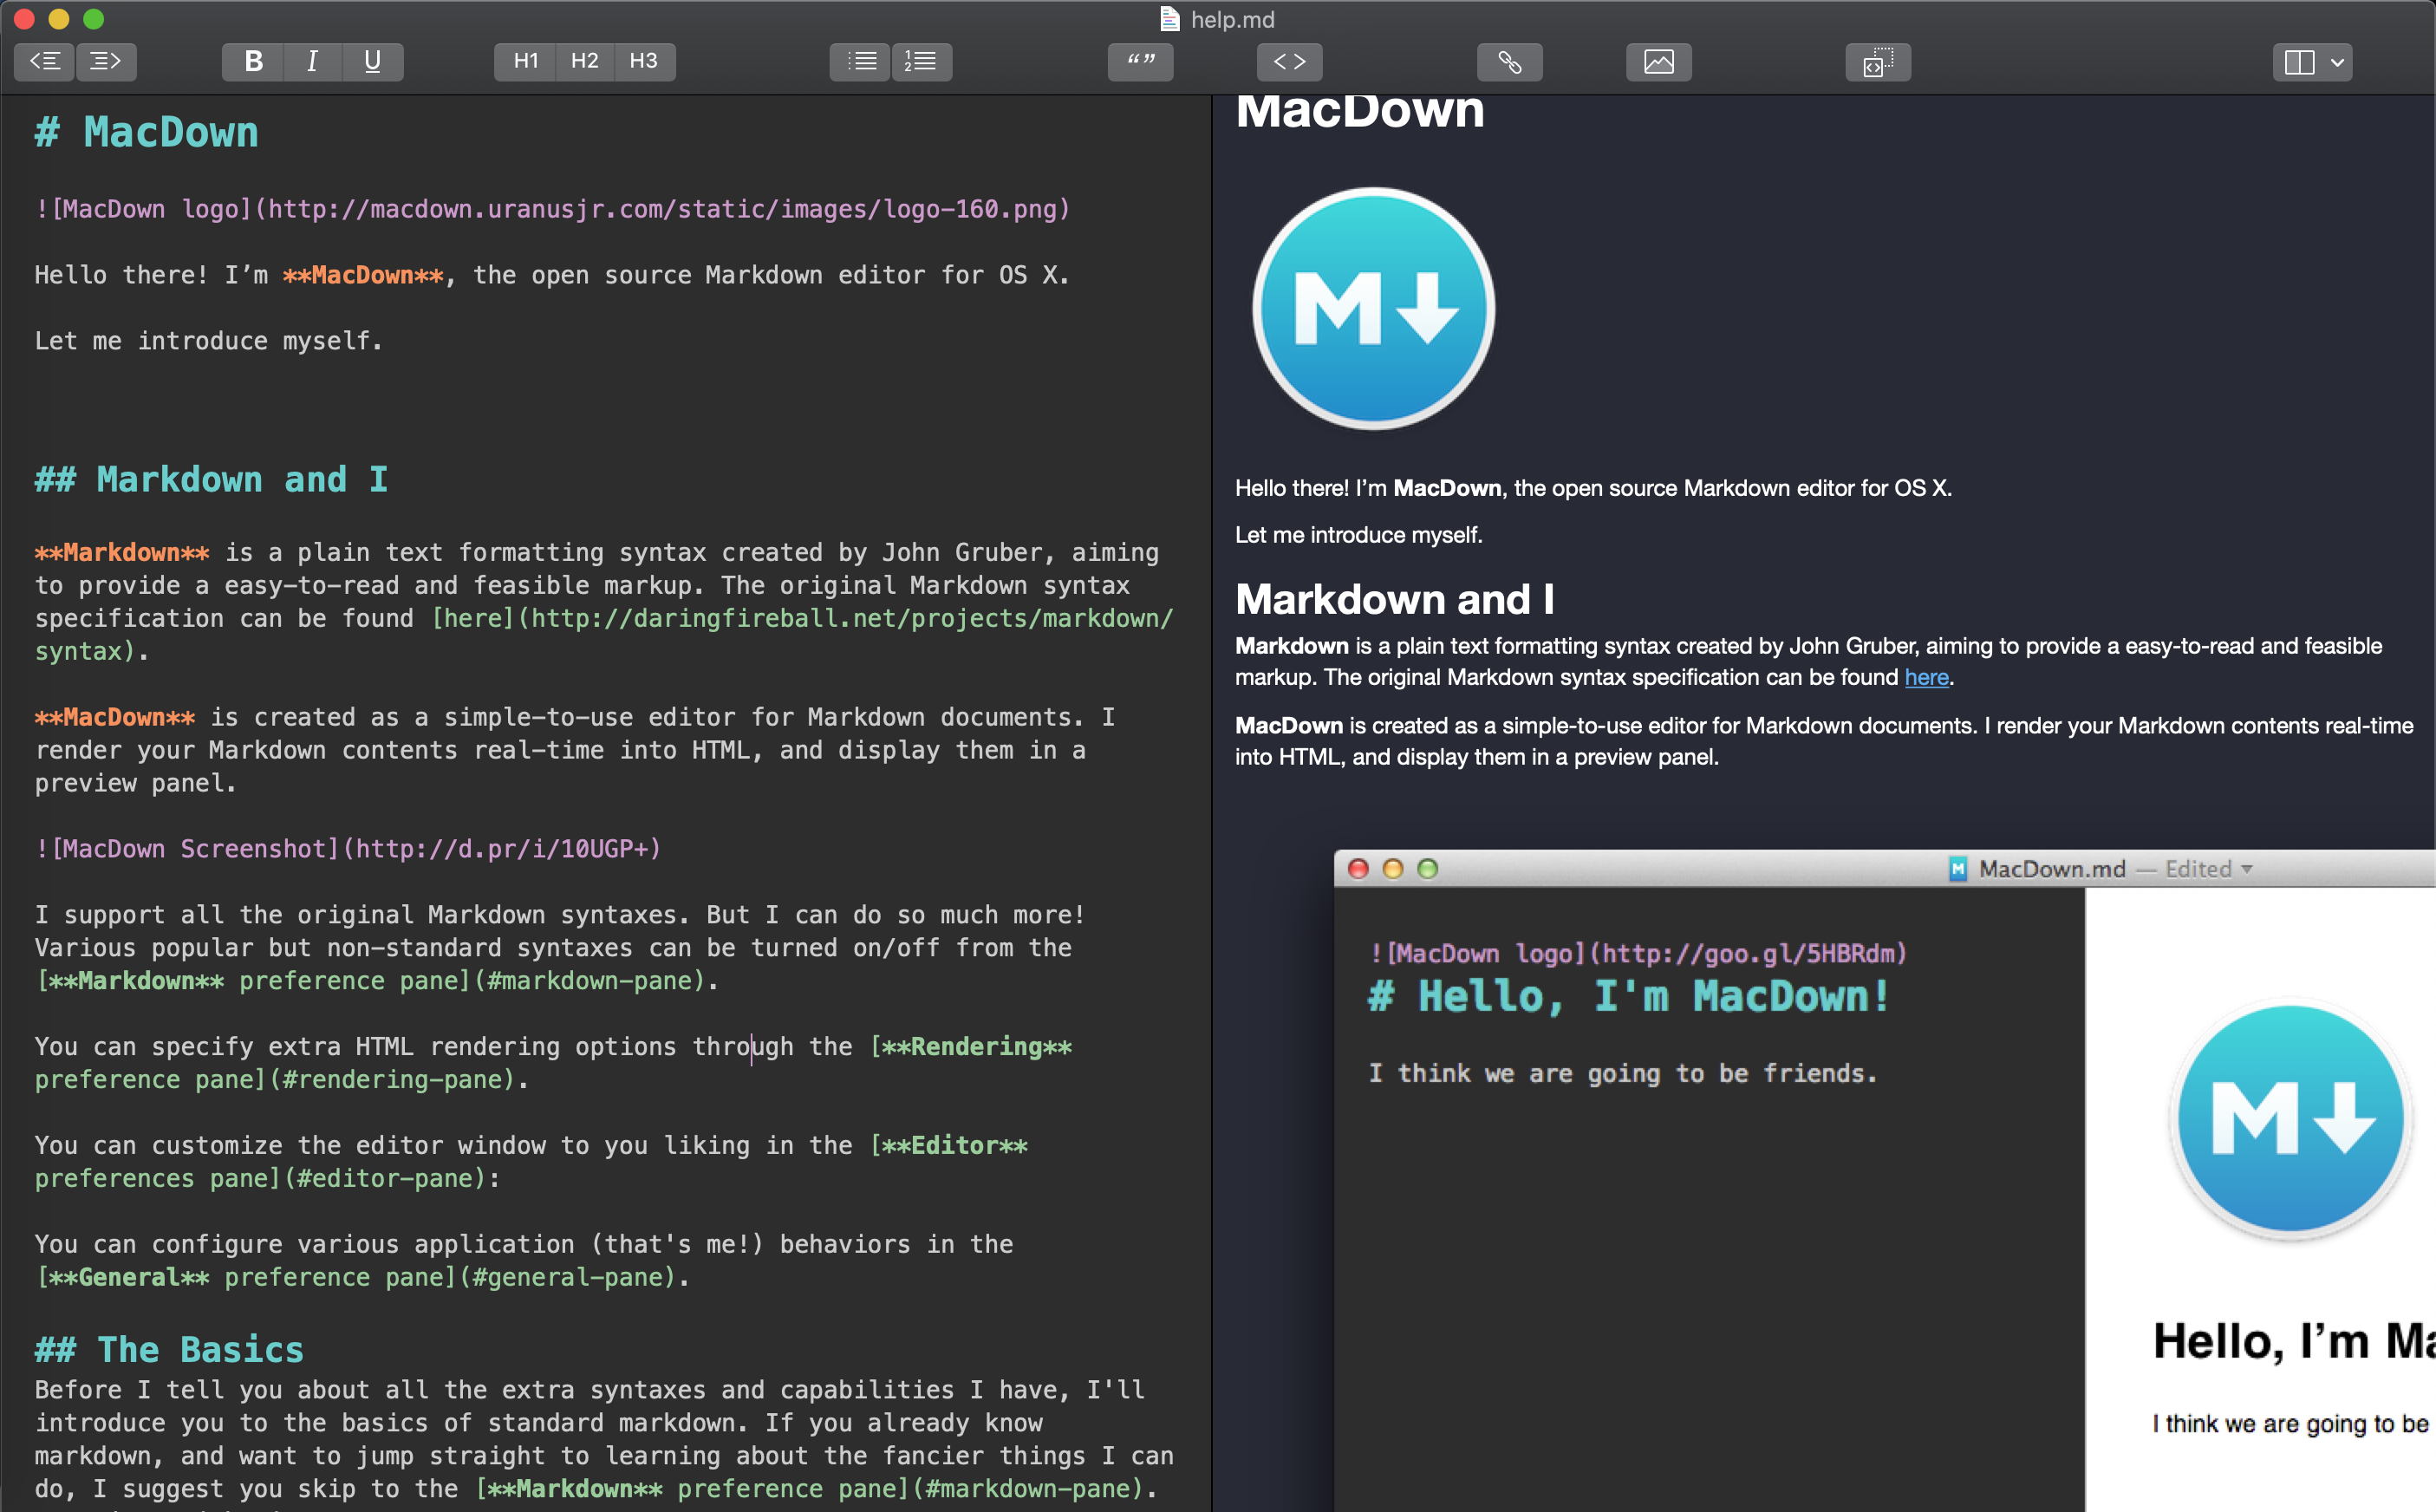 help.md
B I U H1 H2 H3 “ ” < >
# MacDown
![MacDown logo](http://macdown.uranusjr.com/static/images/logo-160.png)
Hello there! I’m **MacDown**, the open source Markdown editor for OS X.
Let me introduce myself.
## Markdown and I
**Markdown** is a plain text formatting syntax created by John Gruber, aiming
to provide a easy-to-read and feasible markup. The original Markdown syntax
specification can be found [here](http://daringfireball.net/projects/markdown/
syntax).
**MacDown** is created as a simple-to-use editor for Markdown documents. I
render your Markdown contents real-time into HTML, and display them in a
preview panel.
![MacDown Screenshot](http://d.pr/i/10UGP+)
I support all the original Markdown syntaxes. But I can do so much more!
Various popular but non-standard syntaxes can be turned on/off from the
[**Markdown** preference pane](#markdown-pane).
You can specify extra HTML rendering options through the [**Rendering**
preference pane](#rendering-pane).
You can customize the editor window to you liking in the [**Editor**
preferences pane](#editor-pane):
You can configure various application (that's me!) behaviors in the
[**General** preference pane](#general-pane).
## The Basics
Before I tell you about all the extra syntaxes and capabilities I have, I'll
introduce you to the basics of standard markdown. If you already know
markdown, and want to jump straight to learning about the fancier things I can
do, I suggest you skip to the [**Markdown** preference pane](#markdown-pane).
MacDown
M
Hello there! I’m MacDown, the open source Markdown editor for OS X.
Let me introduce myself.
Markdown and I
Markdown is a plain text formatting syntax created by John Gruber, aiming to provide a easy-to-read and feasible
markup. The original Markdown syntax specification can be found here.
MacDown is created as a simple-to-use editor for Markdown documents. I render your Markdown contents real-time
into HTML, and display them in a preview panel.
M MacDown.md — Edited
![MacDown logo](http://goo.gl/5HBRdm)
# Hello, I'm MacDown!
I think we are going to be friends.
M
Hello, I’m Ma
I think we are going to be